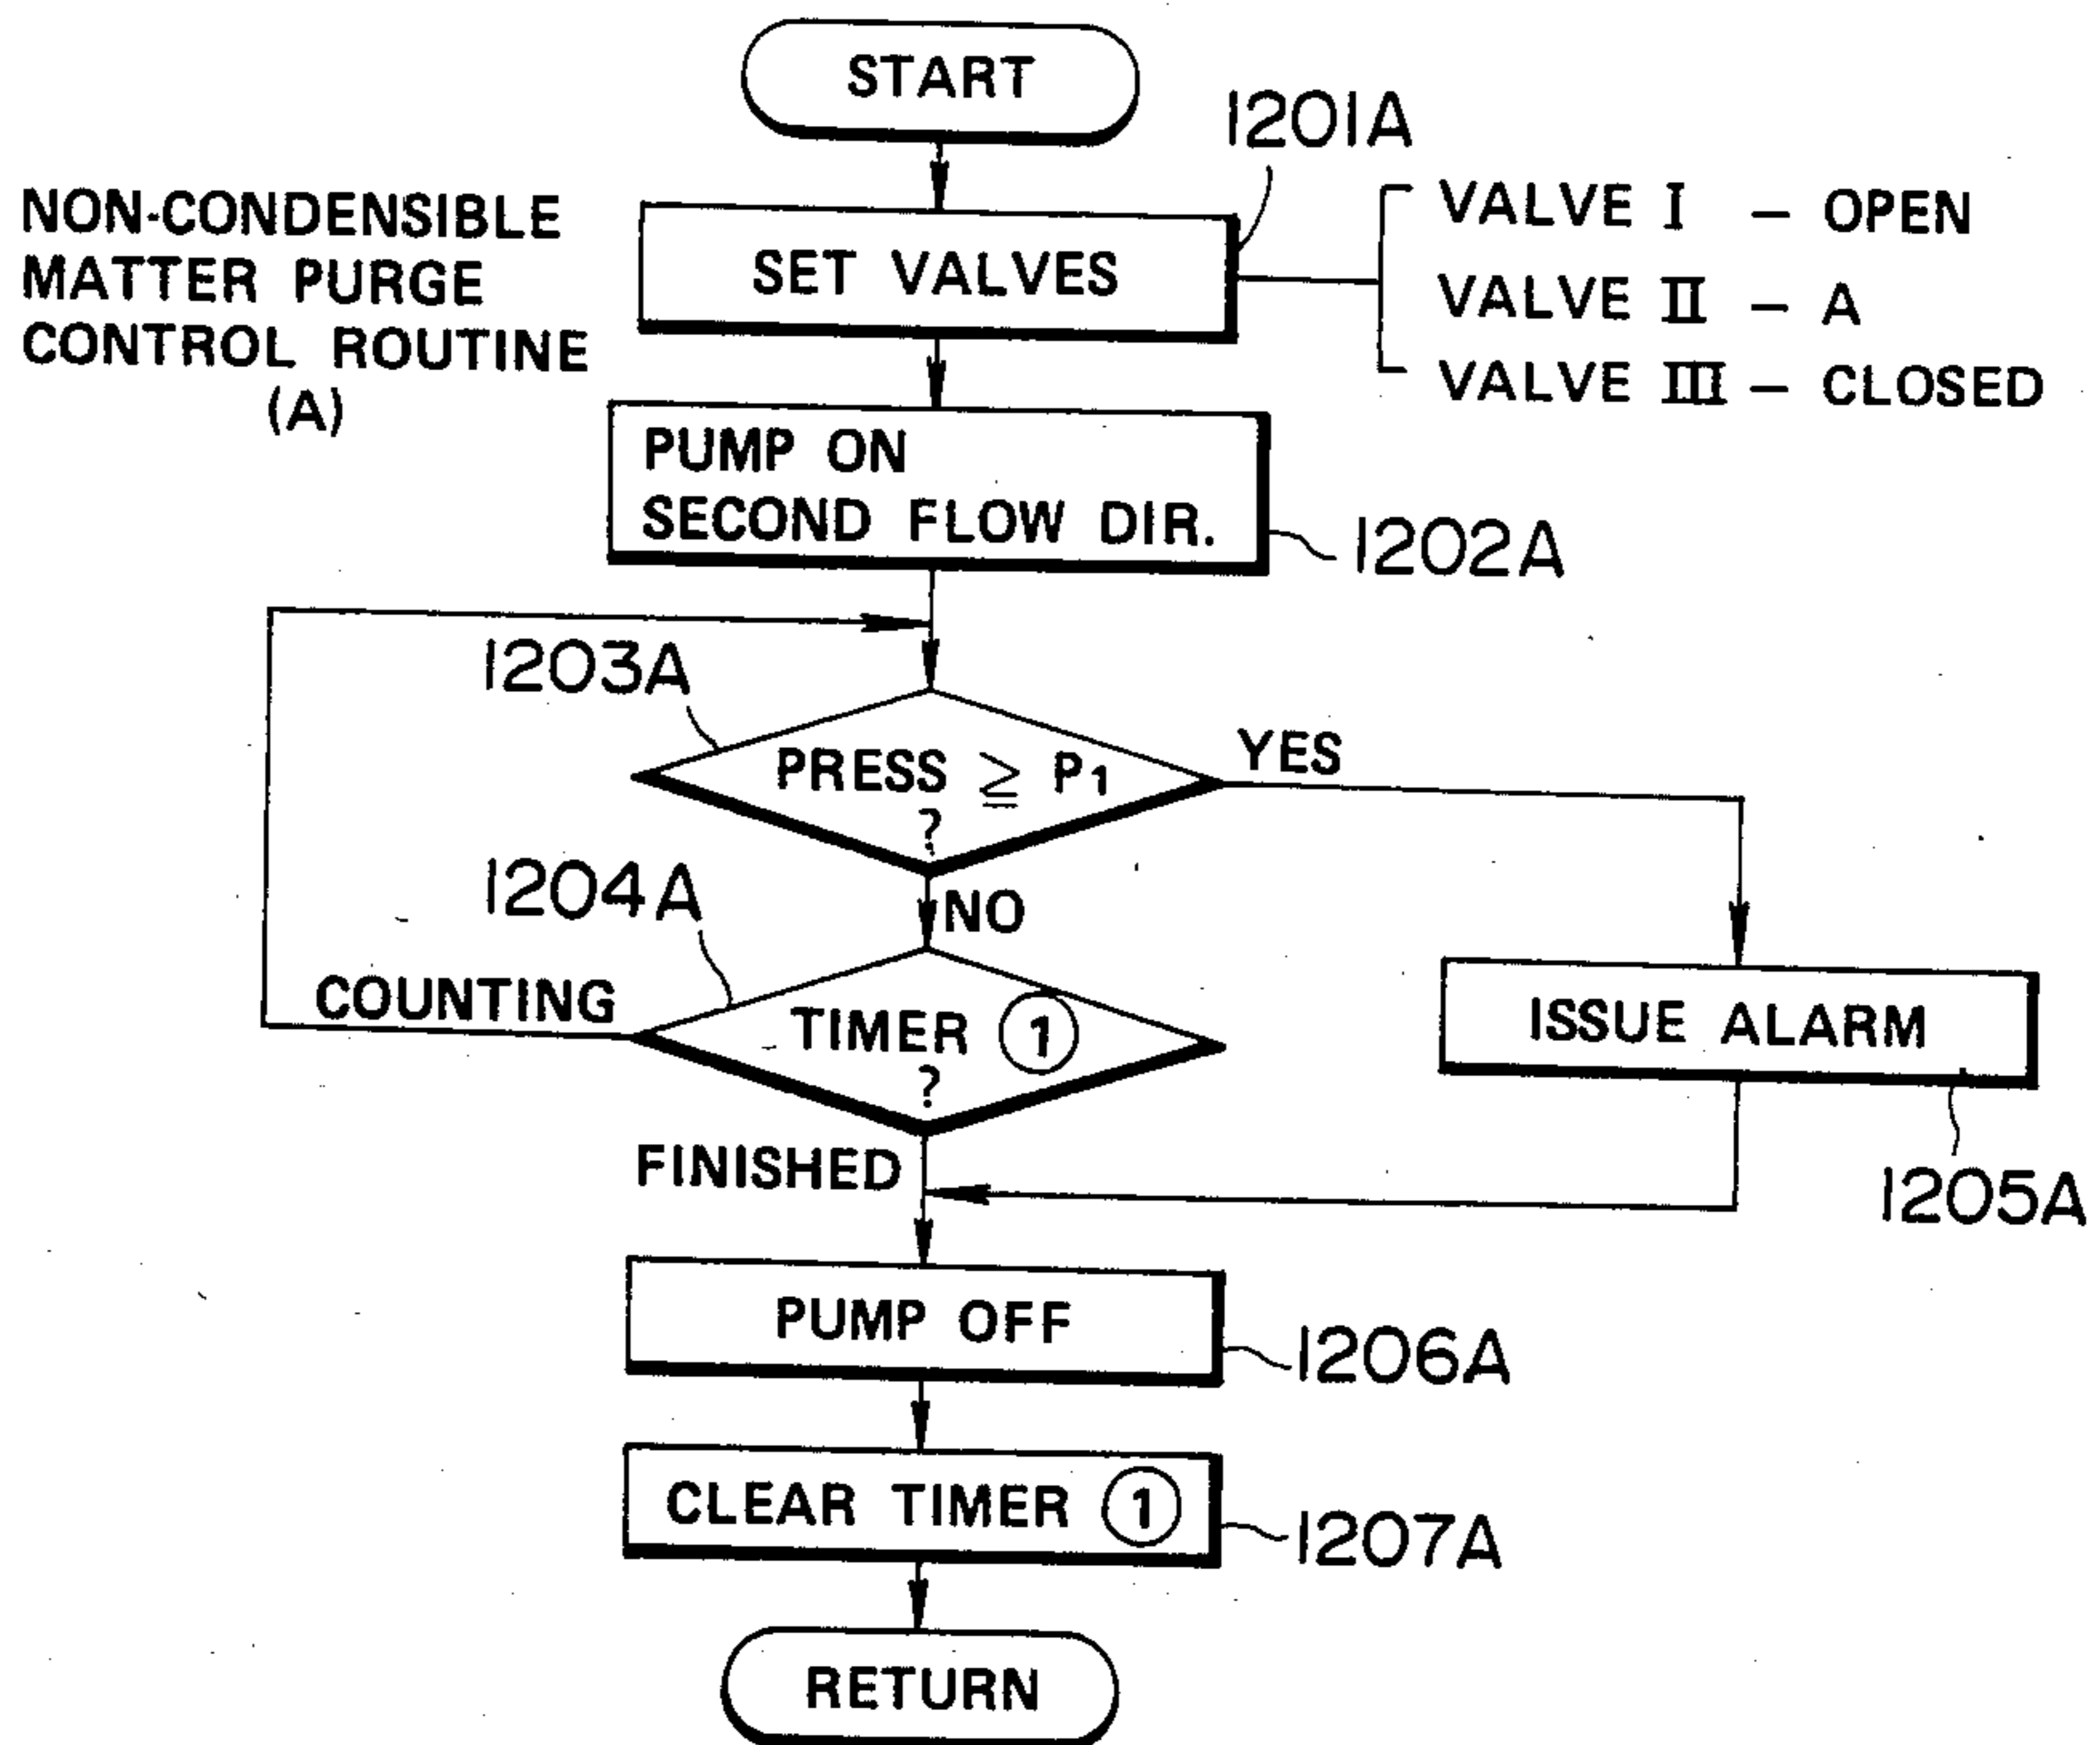 START
1201A
NON-CONDENSIBLE
MATTER PURGE
CONTROL ROUTINE
(A)
SET VALVES
VALVE I – OPEN
VALVE II – A
VALVE III – CLOSED
PUMP ON
SECOND FLOW DIR.
1202A
1203A
PRESS ≧ P1
?
YES
NO
1204A
COUNTING
TIMER ①
?
ISSUE ALARM
1205A
FINISHED
PUMP OFF
1206A
CLEAR TIMER ①
1207A
RETURN